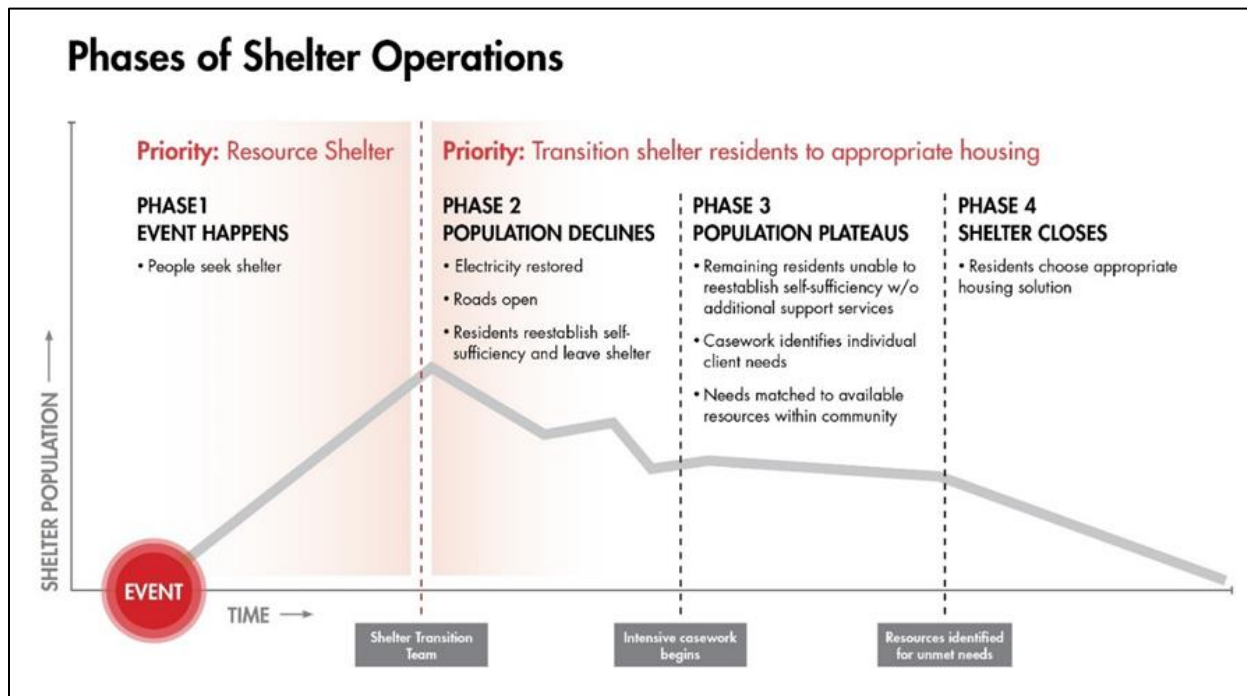 Phases of Shelter Operations
Priority: Resource Shelter
Priority: Transition shelter residents to appropriate housing
PHASE1
EVENT HAPPENS
• People seek shelter
PHASE 2
POPULATION DECLINES
• Electricity restored
• Roads open
• Residents reestablish self-
sufficiency and leave shelter
PHASE 3
POPULATION PLATEAUS
• Remaining residents unable to
reestablish self-sufficiency w/o
additional support services
• Casework identifies individual
client needs
• Needs matched to available
resources within community
PHASE 4
SHELTER CLOSES
• Residents choose appropriate
housing solution
SHELTER POPULATION
EVENT
TIME
Shelter Transition
Team
Intensive casework
begins
Resources identified
for unmet needs